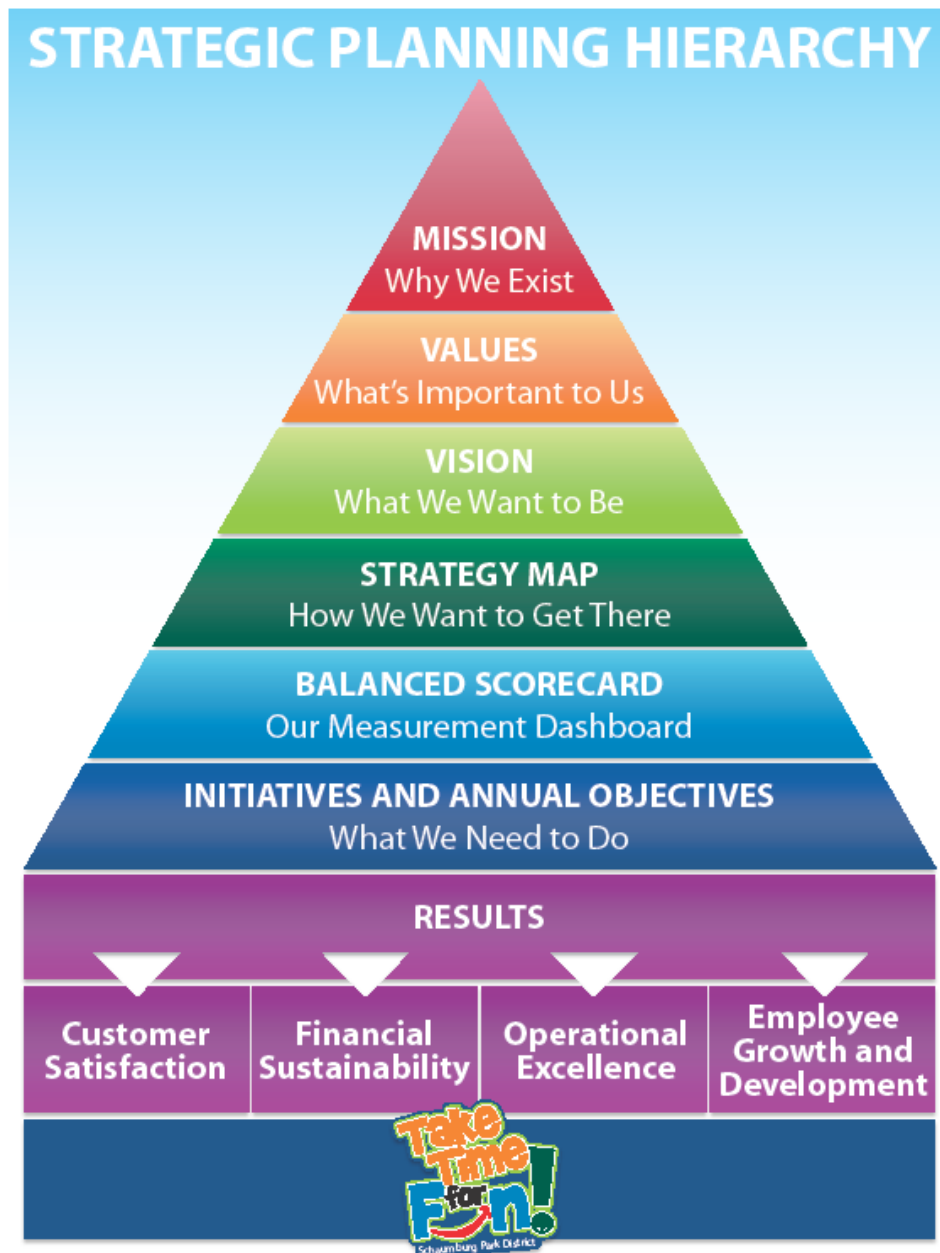 STRATEGIC PLANNING HIERARCHY
MISSION
Why We Exist
VALUES
What's Important to Us
VISION
What We Want to Be
STRATEGY MAP
How We Want to Get There
BALANCED SCORECARD
Our Measurement Dashboard
INITIATIVES AND ANNUAL OBJECTIVES
What We Need to Do
RESULTS
Customer
Satisfaction
Financial
Sustainability
Operational
Excellence
Employee
Growth and
Development
Take
Time
for
Fun!
Schaumburg Park District